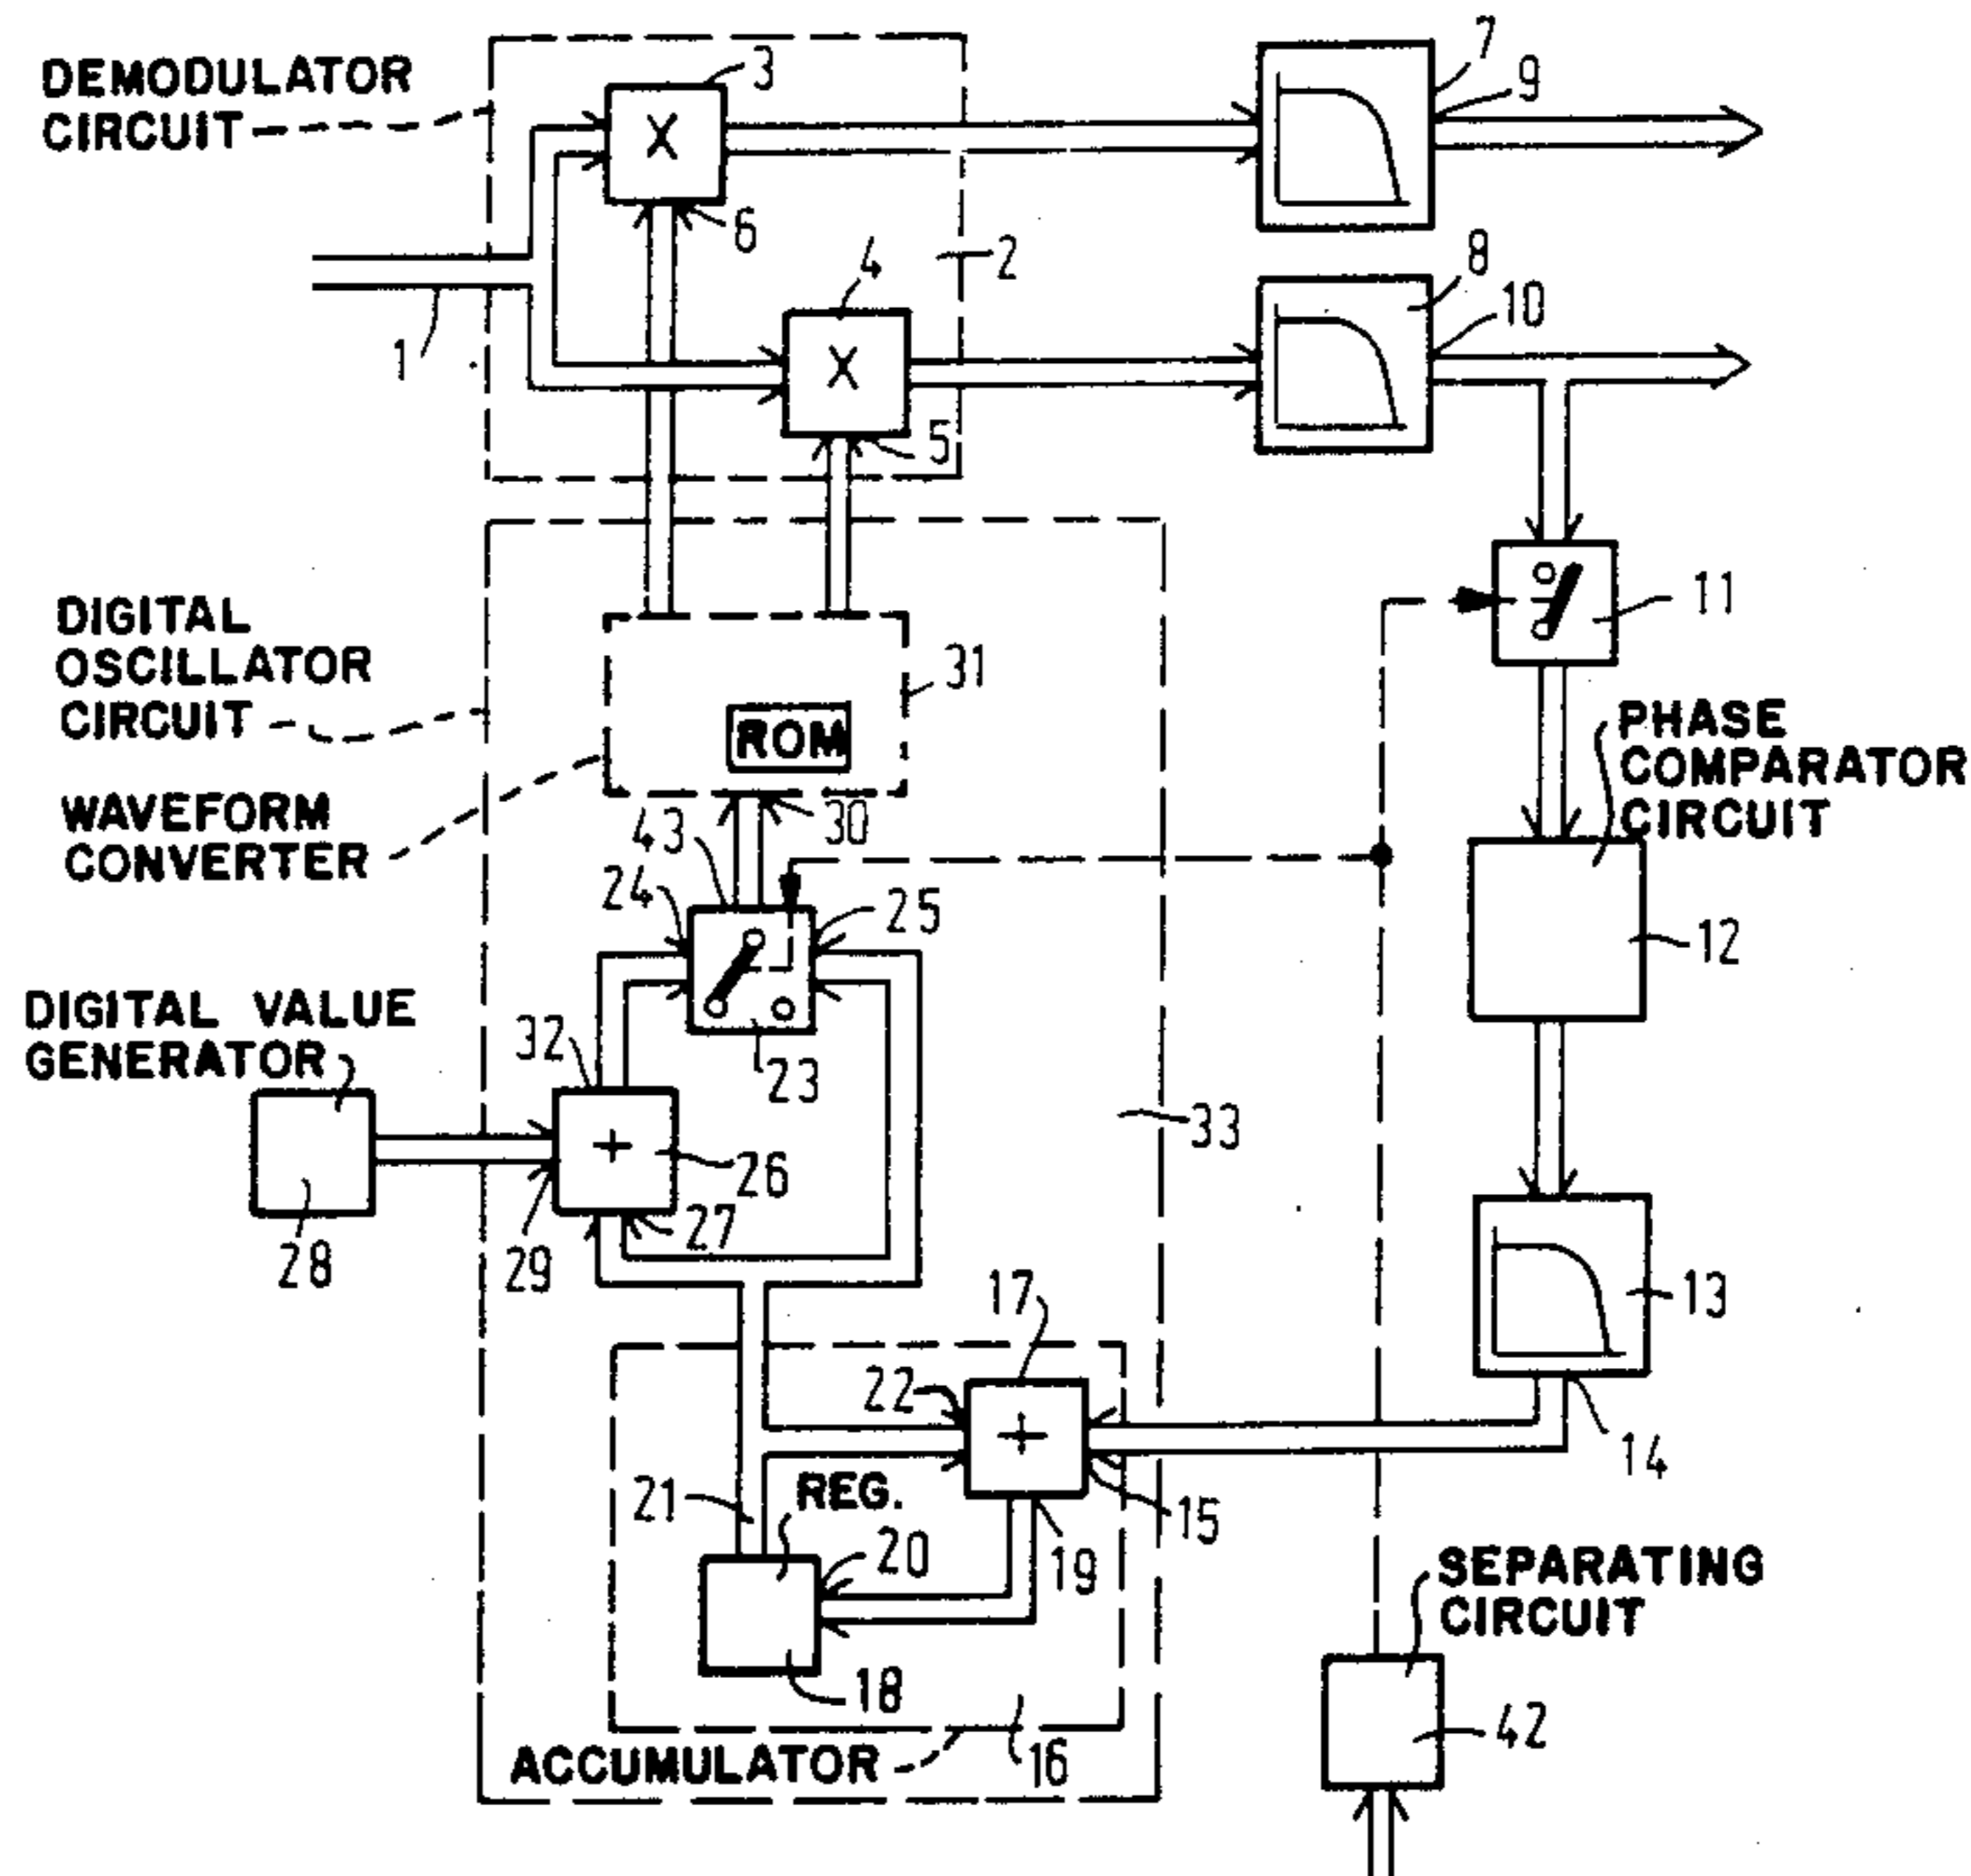 DEMODULATOR
CIRCUIT
3
X
6
7
9
1
2
4
X
5
8
10
DIGITAL
OSCILLATOR
CIRCUIT
11
31
ROM
WAVEFORM
CONVERTER
PHASE
COMPARATOR
CIRCUIT
30
43
24
25
12
23
DIGITAL VALUE
GENERATOR
32
+
26
28
29
27
33
13
17
22
+
14
21
REG.
15
20
19
18
16
ACCUMULATOR
SEPARATING
CIRCUIT
42